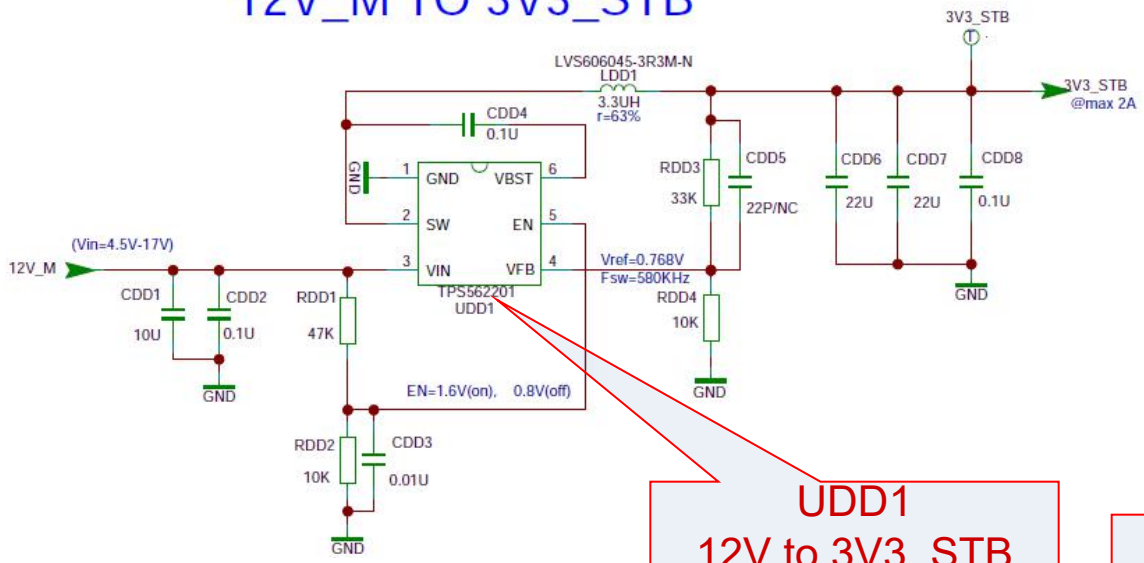 12V_M TO 3V3_STB
3V3_STB
T
LVS606045-3R3M-N
LDD1
3.3UH
r=63%
3V3_STB
@max 2A
CDD4
0.1U
GND
1 GND VBST 6
2 SW EN 5
3 VIN VFB 4
TPS562201
UDD1
RDD3
33K
CDD5
22P/NC
CDD6
22U
CDD7
22U
CDD8
0.1U
GND
(Vin=4.5V-17V)
12V_M
CDD1
10U
CDD2
0.1U
GND
RDD1
47K
Vref=0.768V
Fsw=580KHz
RDD4
10K
GND
EN=1.6V(on), 0.8V(off)
RDD2
10K
CDD3
0.01U
GND
UDD1
12V to 3V3_STB